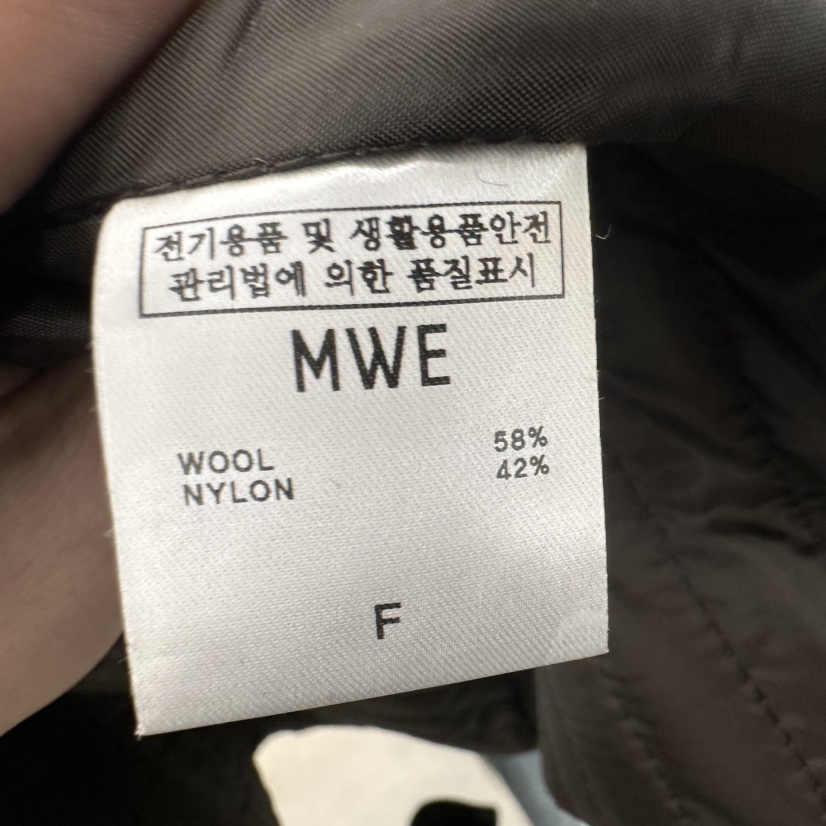 전기용품 및 생활용품안전
관리법에 의한 품질표시
MWE
WOOL 58%
NYLON 42%
F